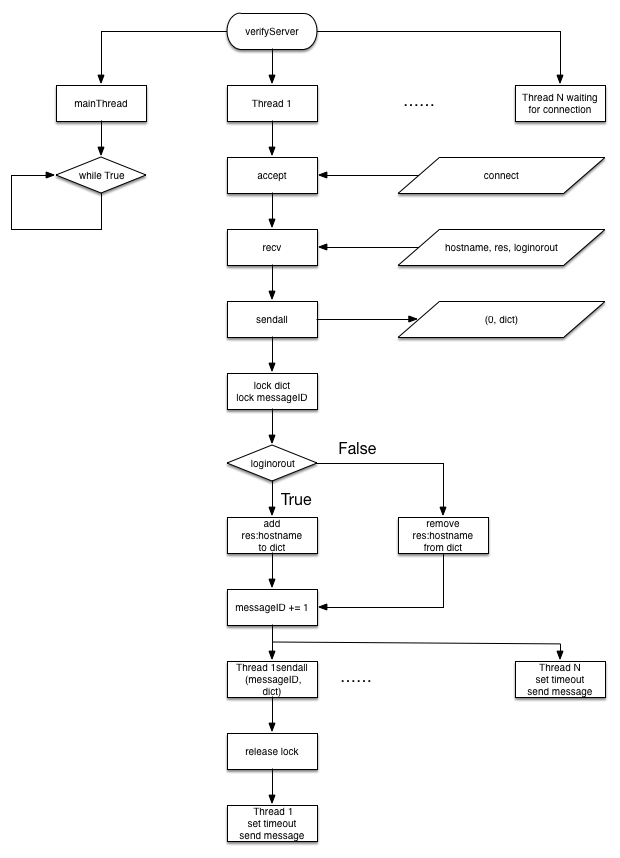 verifyServer
mainThread
Thread 1
......
Thread N waiting
for connection
while True
accept
connect
recv
hostname, res, loginorout
sendall
(0, dict)
lock dict
lock messageID
loginorout
False
True
add
res:hostname
to dict
remove
res:hostname
from dict
messageID += 1
Thread 1sendall
(messageID,
dict)
......
Thread N
set timeout
send message
release lock
Thread 1
set timeout
send message